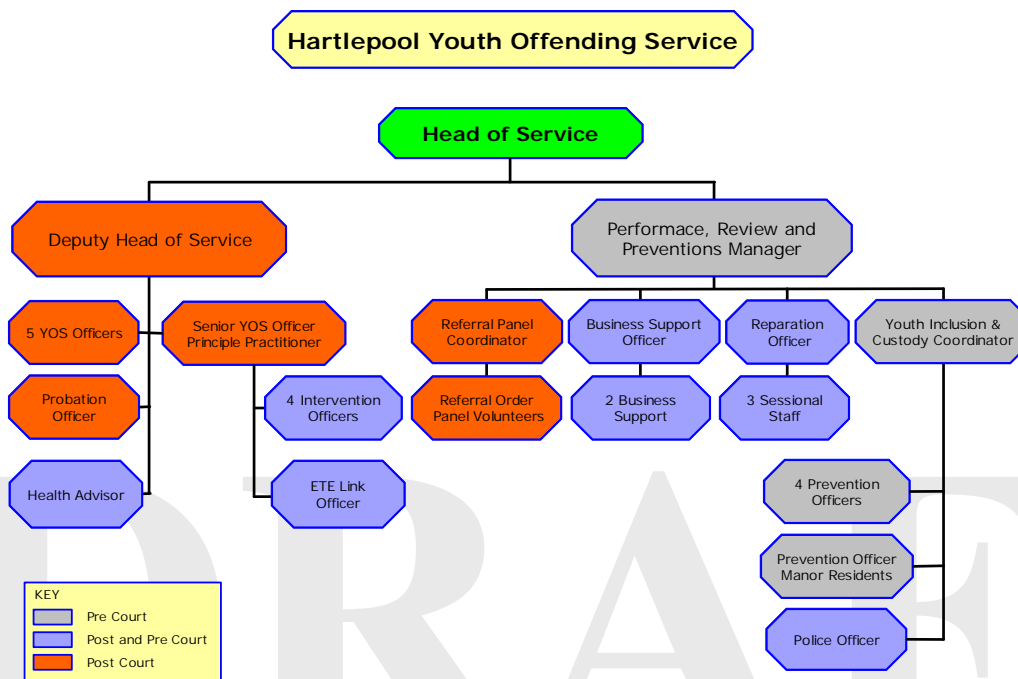 Hartlepool Youth Offending Service
Head of Service
Deputy Head of Service
Performace, Review and
Preventions Manager
5 YOS Officers
Senior YOS Officer
Principle Practitioner
Referral Panel
Coordinator
Business Support
Officer
Reparation
Officer
Youth Inclusion &
Custody Coordinator
Probation
Officer
4 Intervention
Officers
Referral Order
Panel Volunteers
2 Business
Support
3 Sessional
Staff
Health Advisor
ETE Link
Officer
4 Prevention
Officers
Prevention Officer
Manor Residents
Police Officer
KEY
Pre Court
Post and Pre Court
Post Court
DRAF